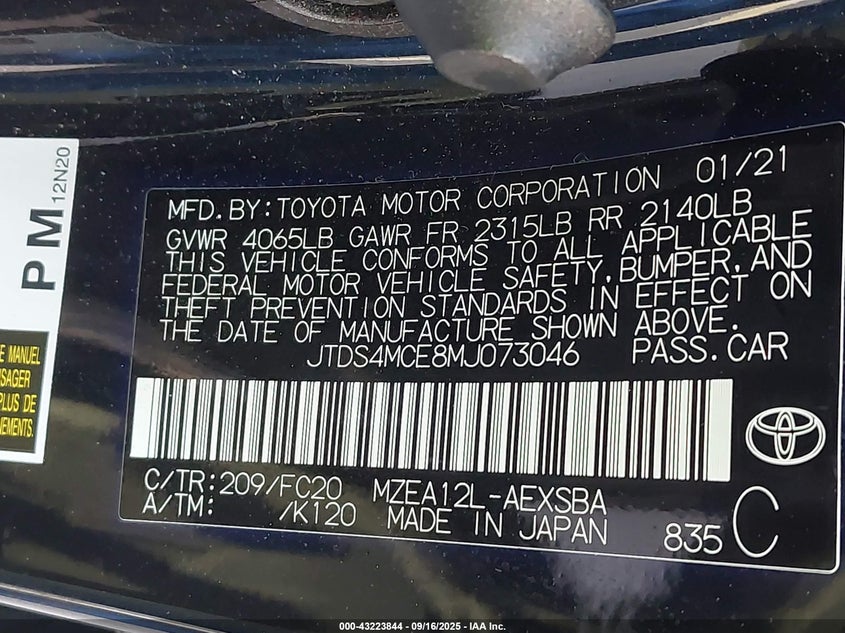 PM 12N20
E MANUEL
SAGER
PLUS DE
NEMENTS.
MFD. BY: TOYOTA MOTOR CORPORATION 01/21
GVWR 4065LB GAWR FR 2315LB RR 2140LB
THIS VEHICLE CONFORMS TO ALL APPLICABLE
FEDERAL MOTOR VEHICLE SAFETY, BUMPER, AND
THEFT PREVENTION STANDARDS IN EFFECT ON
THE DATE OF MANUFACTURE SHOWN ABOVE.
JTDS4MCE8MJ073046 PASS. CAR
C/TR: 209/FC20 MZEA12L-AEXSBA
A/TM: /K120 MADE IN JAPAN 835 C
000-43223844 - 09/16/2025 - IAA Inc.